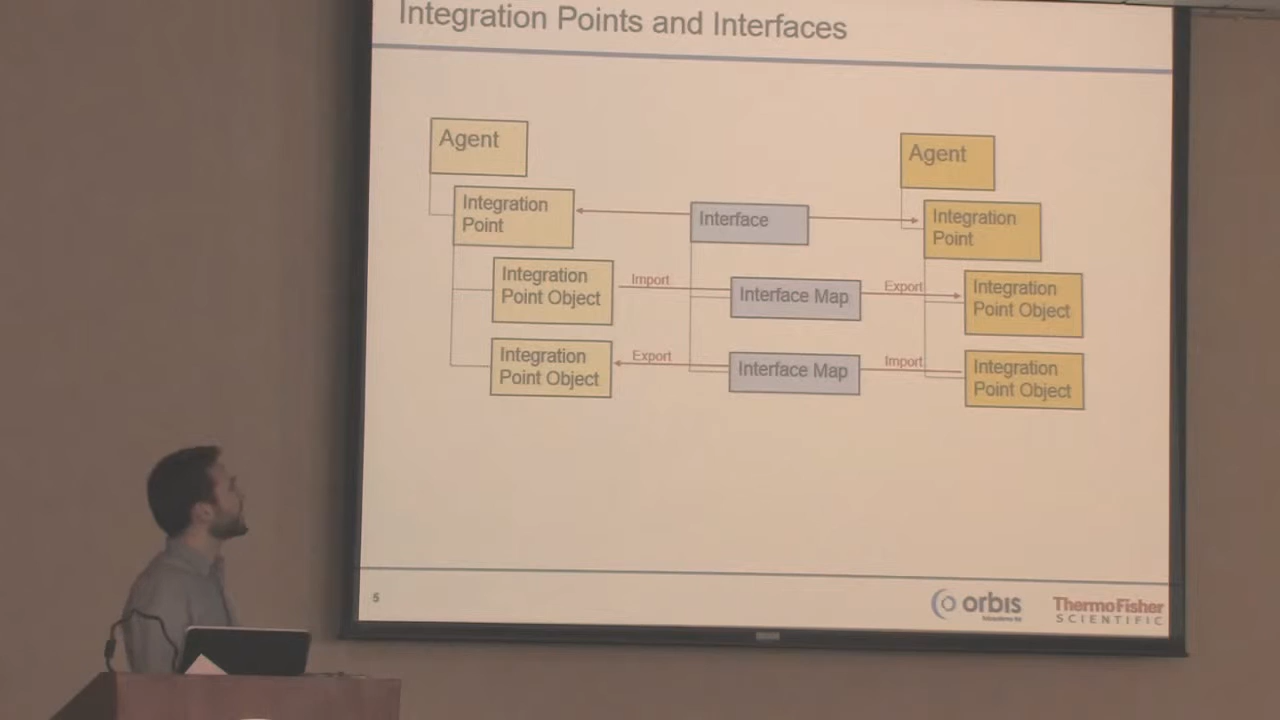 Integration Points and Interfaces
Agent
Agent
Integration
Point
Interface
Integration
Point
Integration
Point Object
Import
Interface Map
Export
Integration
Point Object
Integration
Point Object
Export
Interface Map
Import
Integration
Point Object
5
orbis
ThermoFisher
SCIENTIFIC